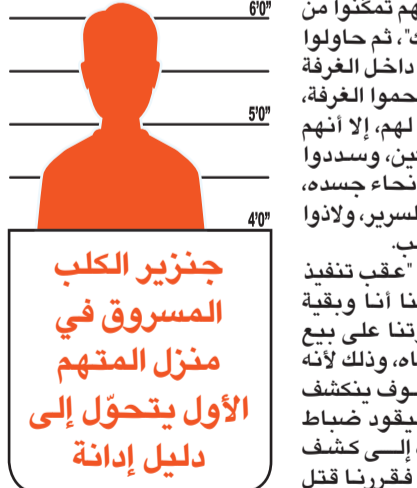 6'0"
5'0"
4'0"
جنزير الكلب
المسروق في
منزل المتهم
الأول يتحوّل إلى
دليل إدانة
هم تمكنوا من
د"، ثم حاولوا
داخل الغرفة
حموا الغرفة،
لهم، إلا أنهم
ين، وسددوا
نحاء جسده،
لسرير، ولاذوا
ب.
"عقب تنفيذ
نا أنا وبقية
رتنا على بيع
اه، وذلك لأنه
وف ينكشف
يقود ضباط
إلى كشف
فقررنا قتل